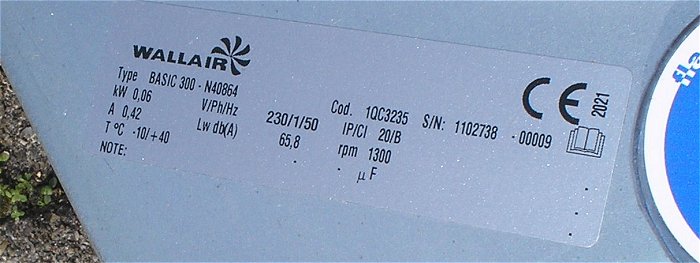 WALLAIR
Type BASIC 300 - N40864
kW 0,06 V/Ph/Hz 230/1/50 Cod. 1QC3235 S/N: 1102738 - 00009
A 0,42 Lw db(A) 65,8 IP/Cl 20/B
T °C -10/+40 rpm 1300
NOTE: . . μF
CE 2021